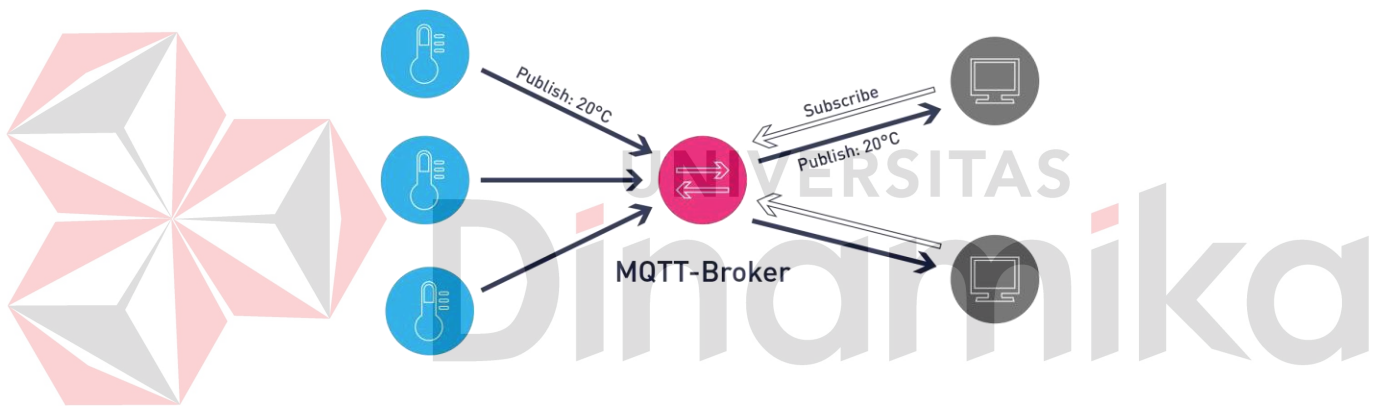 Publish: 20°C
Subscribe
Publish: 20°C
UNIVERSITAS
Dinamika
MQTT-Broker